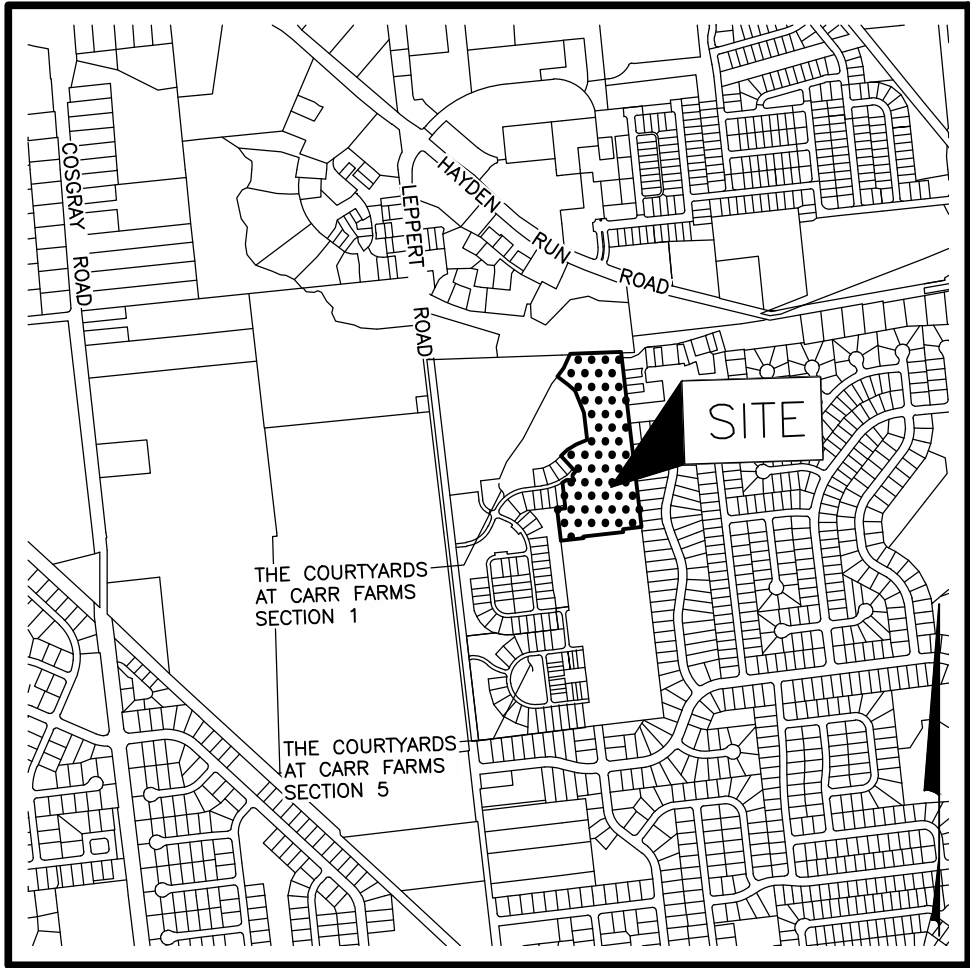 COSGRAY ROAD
LEPPERT ROAD
HAYDEN RUN ROAD
SITE
THE COURTYARDS
AT CARR FARMS
SECTION 1
THE COURTYARDS
AT CARR FARMS
SECTION 5